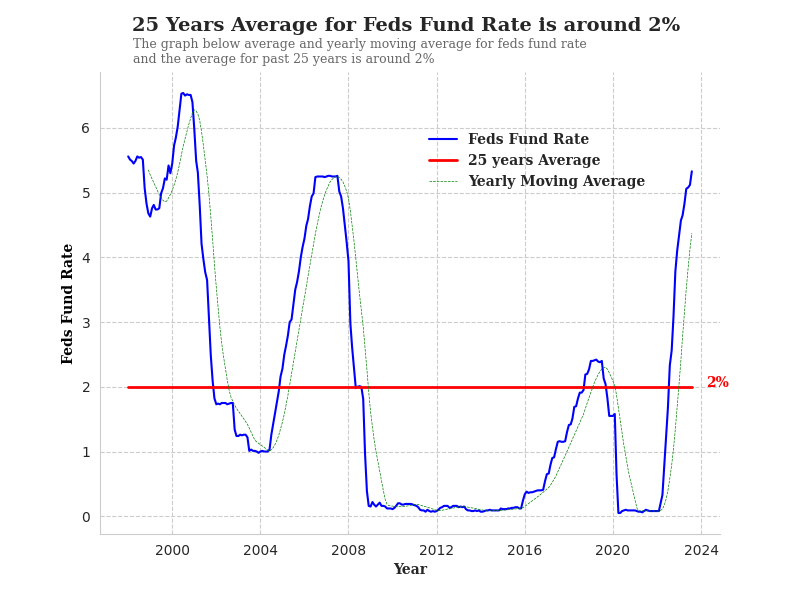 25 Years Average for Feds Fund Rate is around 2%
The graph below average and yearly moving average for feds fund rate
and the average for past 25 years is around 2%
Feds Fund Rate
25 years Average
Yearly Moving Average
6
5
4
3
2
1
0
Feds Fund Rate
2%
2000
2004
2008
2012
2016
2020
2024
Year